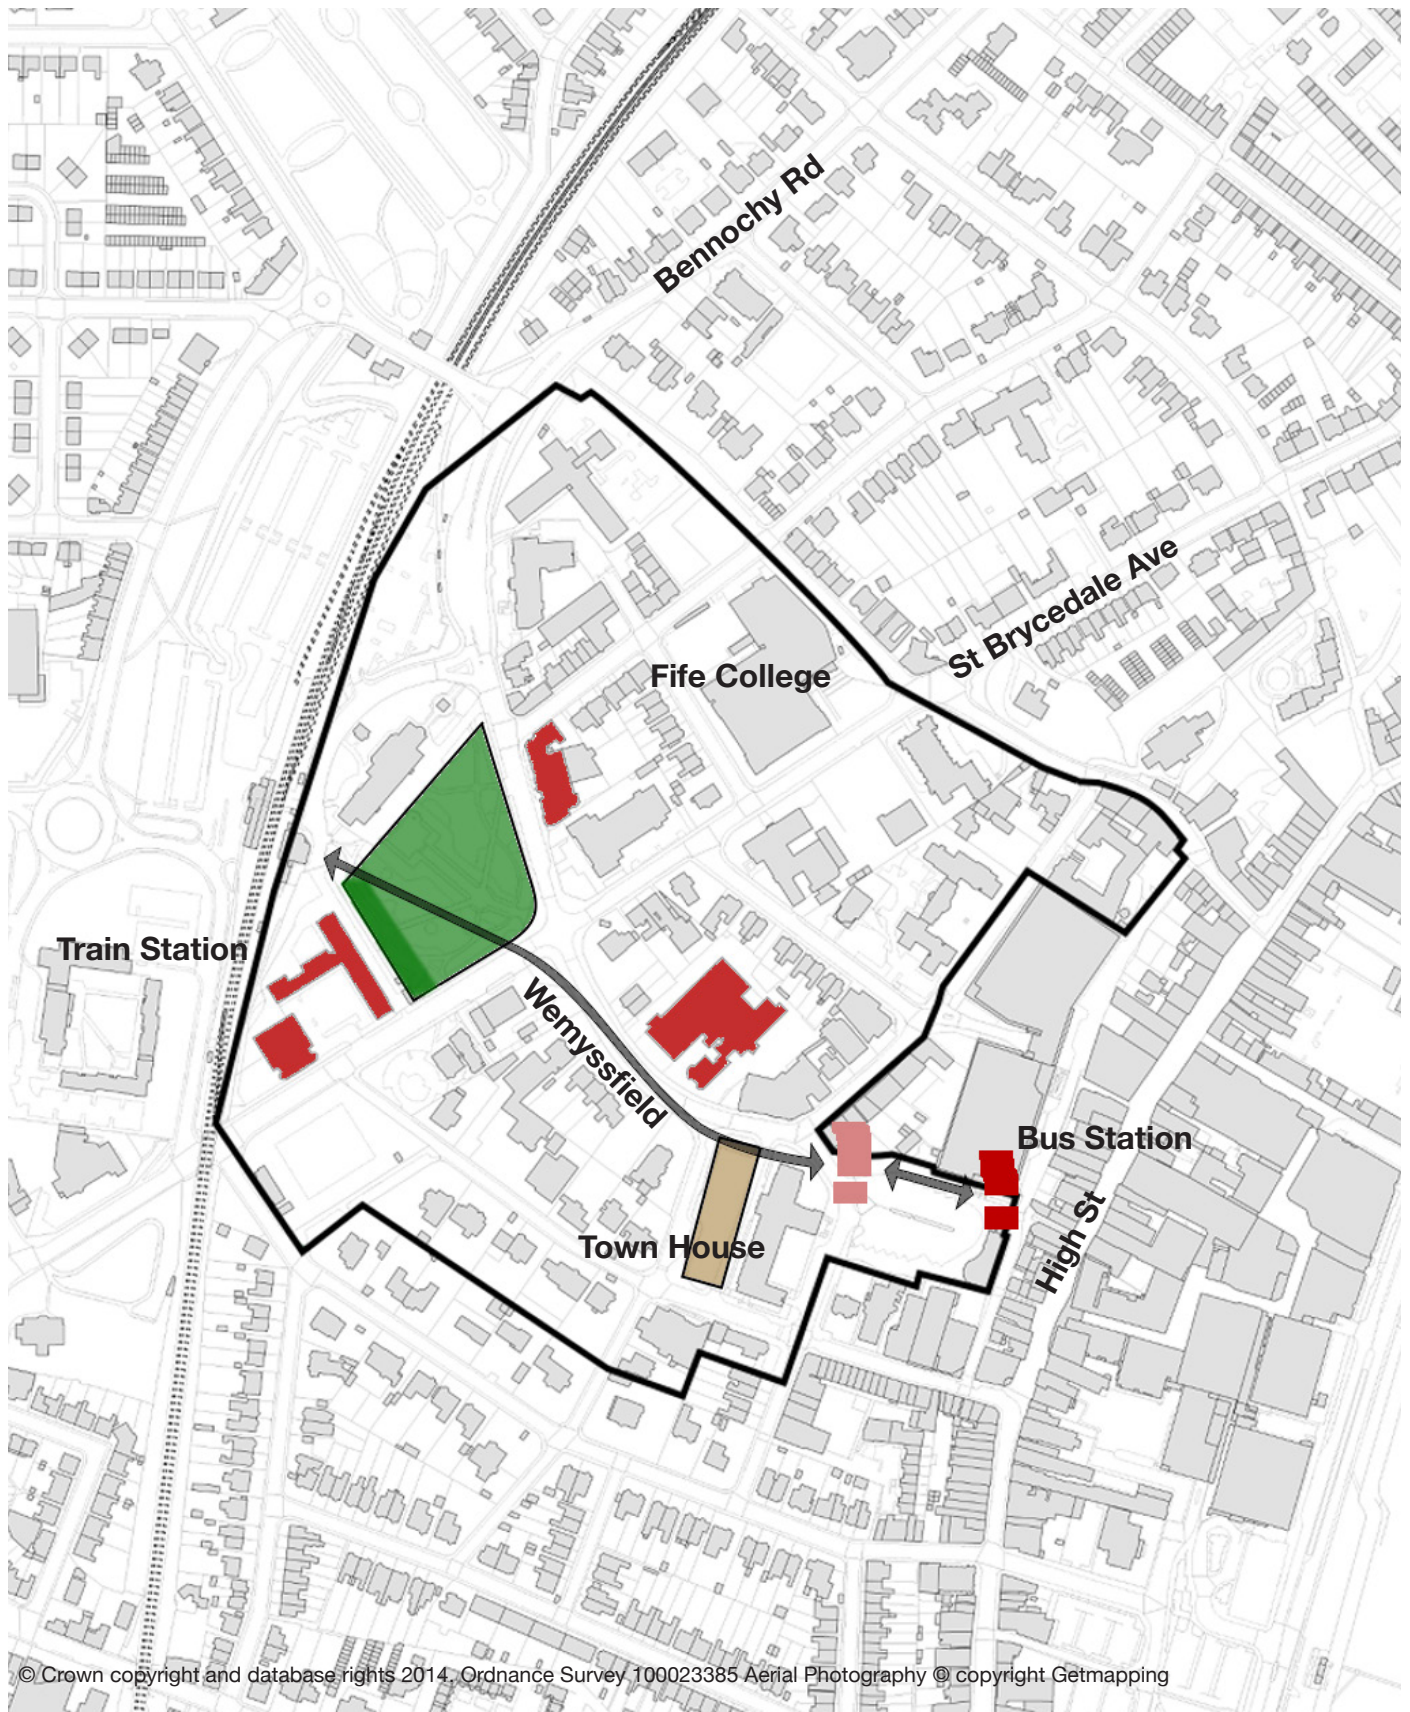 Bennochy Rd
St Brycedale Ave
Fife College
Train Station
Wemyssfield
Bus Station
Town House
High St
© Crown copyright and database rights 2014. Ordnance Survey 100023385 Aerial Photography © copyright Getmapping